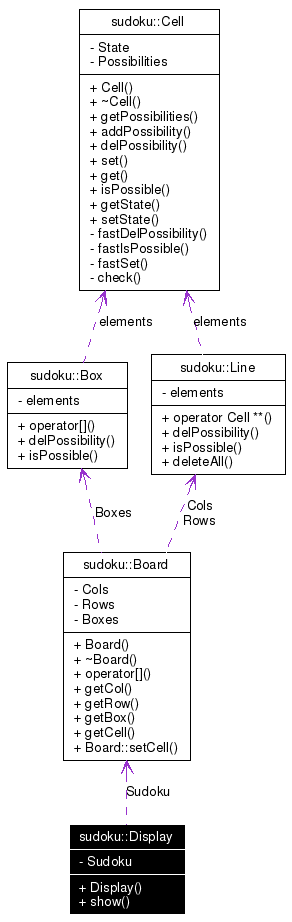 sudoku::Cell
- State
- Possibilities
+ Cell()
+ ~Cell()
+ getPossibilities()
+ addPossibility()
+ delPossibility()
+ set()
+ get()
+ isPossible()
+ getState()
+ setState()
- fastDelPossibility()
- fastIsPossible()
- fastSet()
- check()
elements
elements
sudoku::Box
- elements
+ operator[]()
+ delPossibility()
+ isPossible()
sudoku::Line
- elements
+ operator Cell **()
+ delPossibility()
+ isPossible()
+ deleteAll()
Boxes
Cols
Rows
sudoku::Board
- Cols
- Rows
- Boxes
+ Board()
+ ~Board()
+ operator[]()
+ getCol()
+ getRow()
+ getBox()
+ getCell()
+ Board::setCell()
Sudoku
sudoku::Display
- Sudoku
+ Display()
+ show()